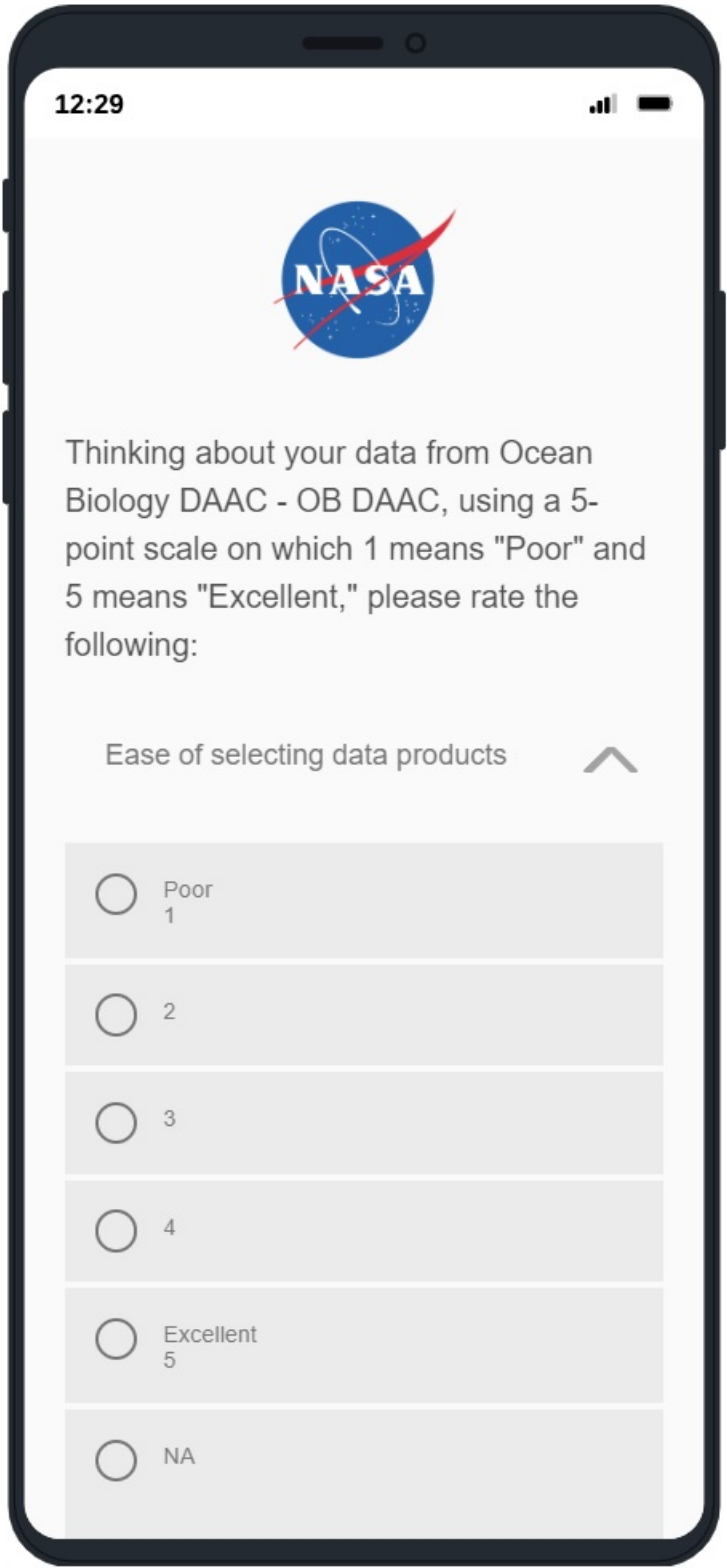 12:29
NASA
Thinking about your data from Ocean
Biology DAAC - OB DAAC, using a 5-
point scale on which 1 means "Poor" and
5 means "Excellent," please rate the
following:
Ease of selecting data products
Poor
1
2
3
4
Excellent
5
NA